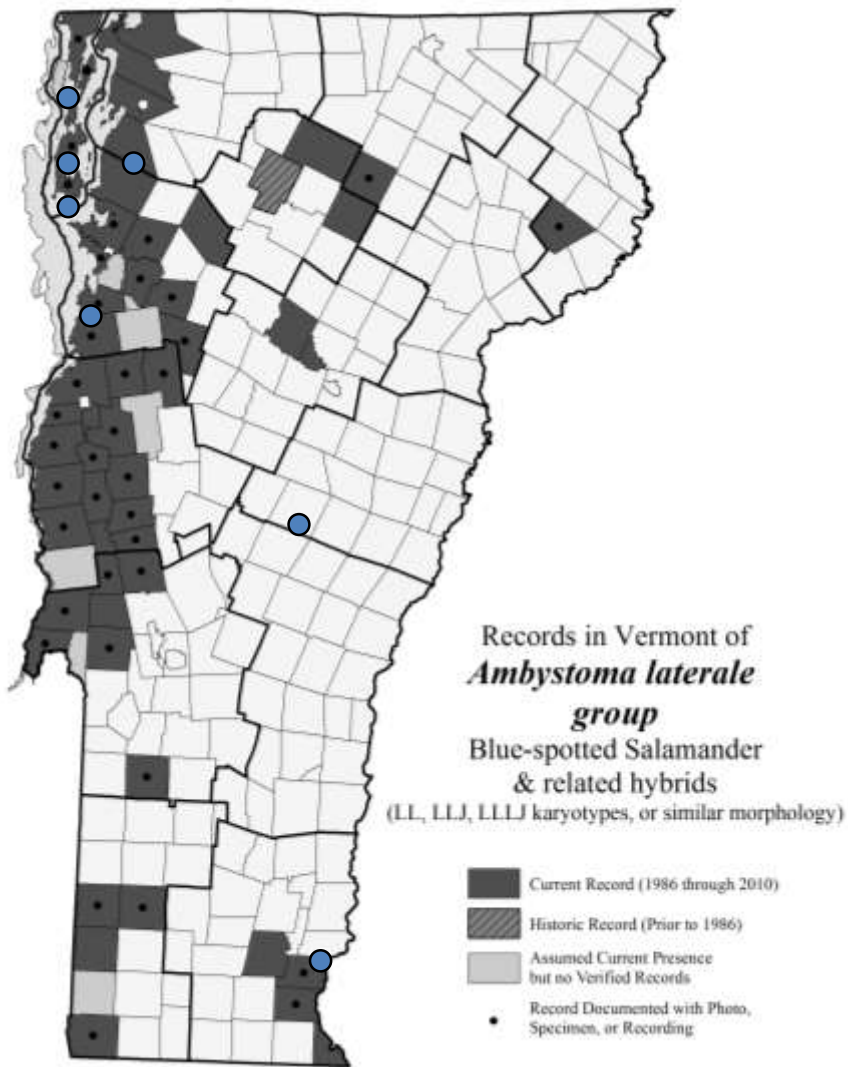 Records in Vermont of
Ambystoma laterale
group
Blue-spotted Salamander
& related hybrids
(LL, LLJ, LLLJ karyotypes, or similar morphology)
Current Record (1986 through 2010)
Historic Record (Prior to 1986)
Assumed Current Presence
but no Verified Records
Record Documented with Photo,
Specimen, or Recording